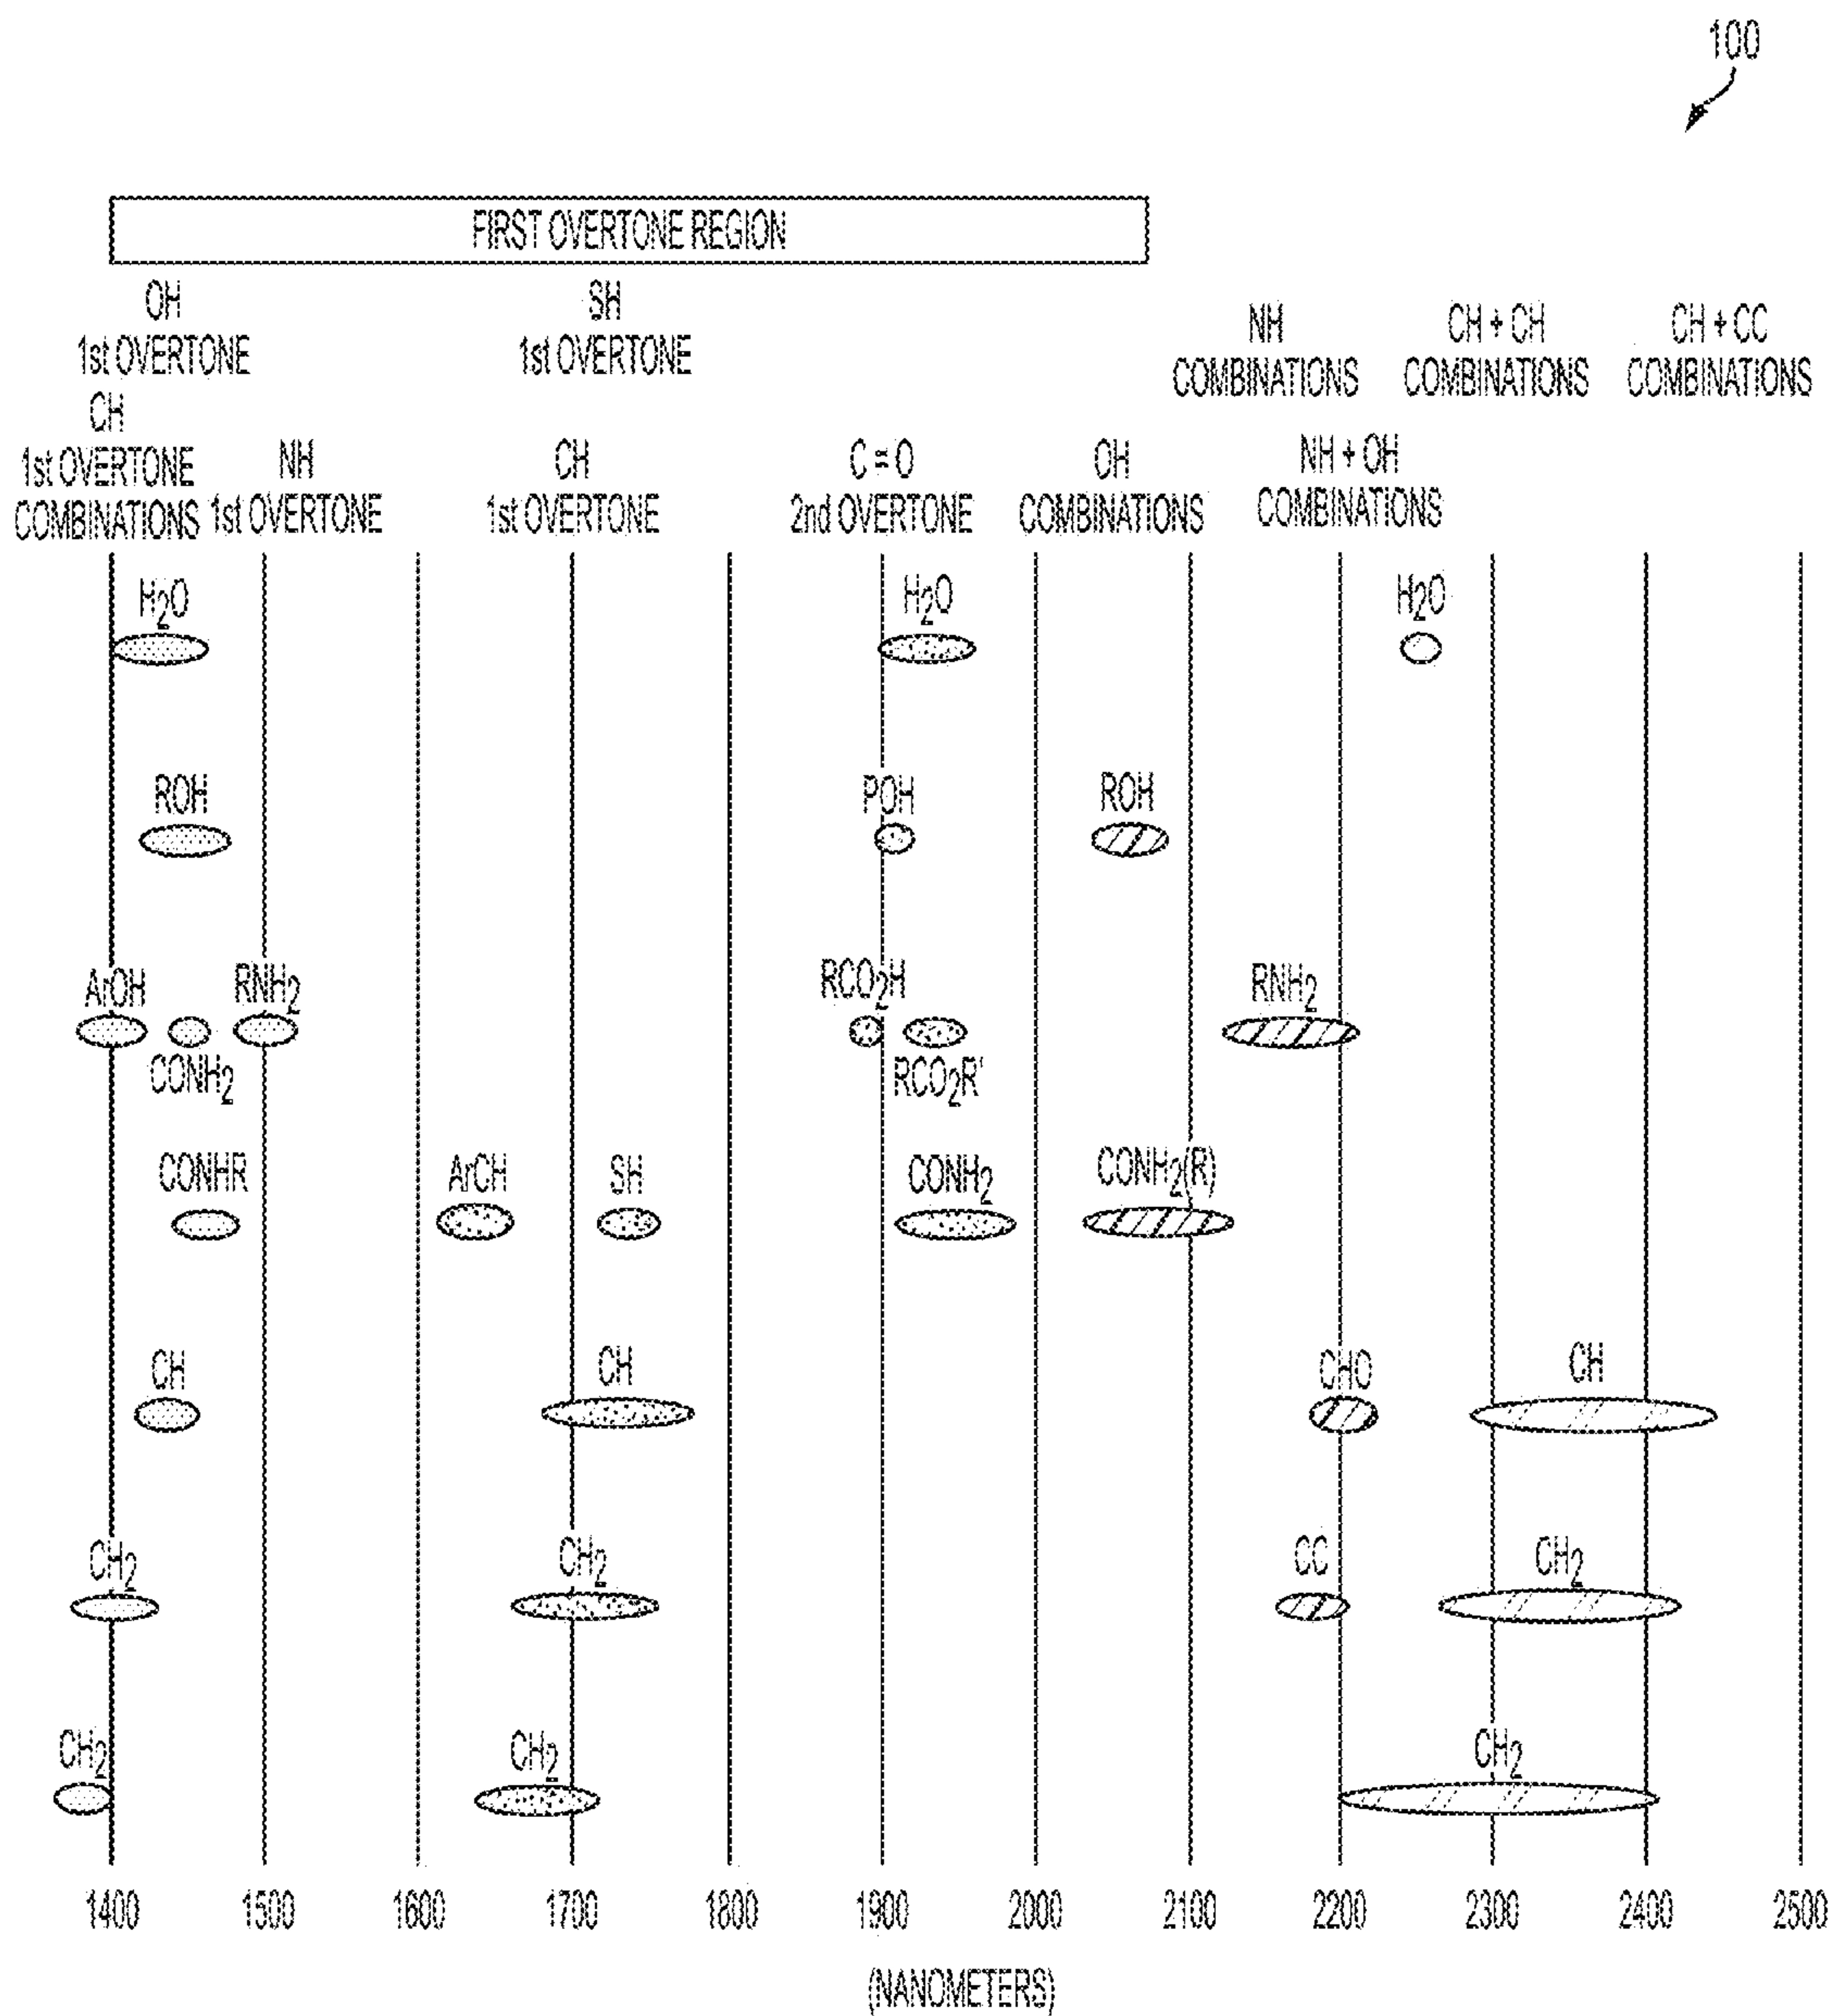 100
FIRST OVERTONE REGION
OH
1st OVERTONE
SH
1st OVERTONE
NH
COMBINATIONS
CH + CH
COMBINATIONS
CH + CC
COMBINATIONS
CH
1st OVERTONE
COMBINATIONS
NH
1st OVERTONE
CH
1st OVERTONE
C = O
2nd OVERTONE
OH
COMBINATIONS
NH + OH
COMBINATIONS
H2O H2O H2O
ROH POH ROH
ArOH RNH2 RCO2H RNH2
CONH2 RCO2R'
CONHR ArCH SH CONH2 CONH2(R)
CH CH CHO CH
CH2 CH2 CC CH2
CH2 CH2 CH2
1400 1500 1600 1700 1800 1900 2000 2100 2200 2300 2400 2500
(NANOMETERS)